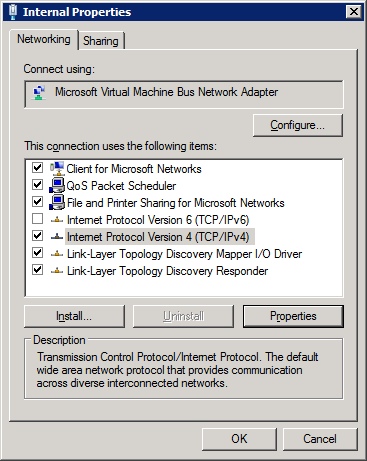 Internal Properties
Networking
Sharing
Connect using:
Microsoft Virtual Machine Bus Network Adapter
Configure...
This connection uses the following items:
Client for Microsoft Networks
QoS Packet Scheduler
File and Printer Sharing for Microsoft Networks
Internet Protocol Version 6 (TCP/IPv6)
Internet Protocol Version 4 (TCP/IPv4)
Link-Layer Topology Discovery Mapper I/O Driver
Link-Layer Topology Discovery Responder
Install...
Uninstall
Properties
Description
Transmission Control Protocol/Internet Protocol. The default
wide area network protocol that provides communication
across diverse interconnected networks.
OK
Cancel